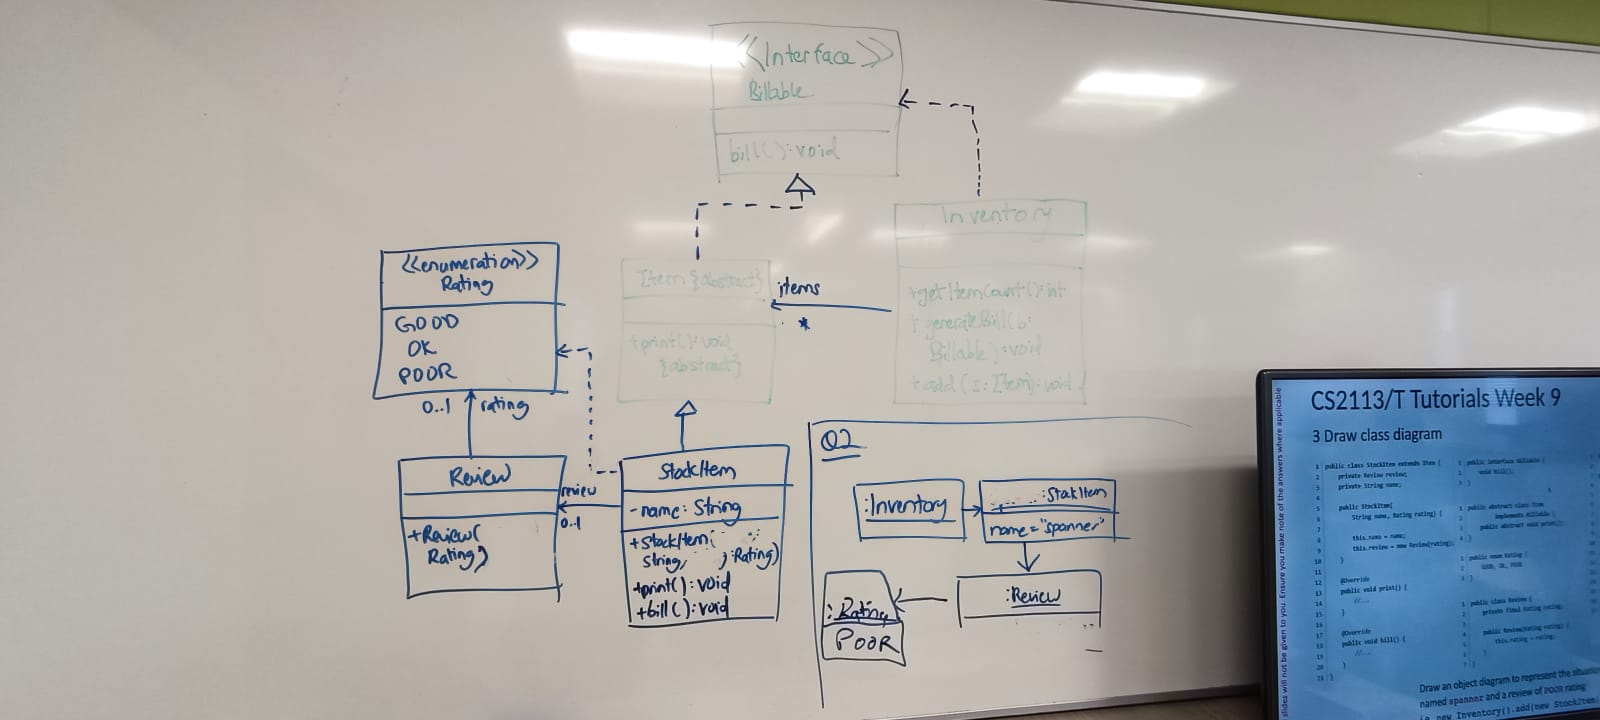 <<Interface>>
Billable
bill(): void
Inventory
+getItemCount(): int
+ generateBill(b:
Billable): void
+ add(s: Item): void
Item {abstract}
+print(): void
{abstract}
items
*
<<enumeration>>
Rating
GOOD
OK
POOR
0..1
rating
Review
+Review(
Rating)
review
0..1
StockItem
-name: String
+StockItem(
String, : Rating)
+print(): void
+bill(): void
Q2
:Inventory
:StockItem
name="spanner"
:Review
:Rating
POOR
CS2113/T Tutorials Week 9
3 Draw class diagram
slides will not be given to you. Ensure you make note of the answers where applicable
1 public class StockItem extends Item {
2 private Review review;
3 private String name;
4
5 public StockItem(
6 String name, Rating rating) {
7
8 this.name = name;
9 this.review = new Review(rating);
10 }
11
12 @Override
13 public void print() {
14 //...
15 }
16
17 @Override
18 public void bill() {
19 //...
20 }
21 }
1 public interface Billable {
2 void bill();
3 }
1 public abstract class Item
2 implements Billable {
3 public abstract void print();
4 }
1 public enum Rating {
2 GOOD, OK, POOR
3 }
1 public class Review {
2 private final Rating rating;
3
4 public Review(Rating rating) {
5 this.rating = rating;
6 }
7 }
Draw an object diagram to represent the
named spanner and a review of POOR rating
new Inventory().add(new StockItem(